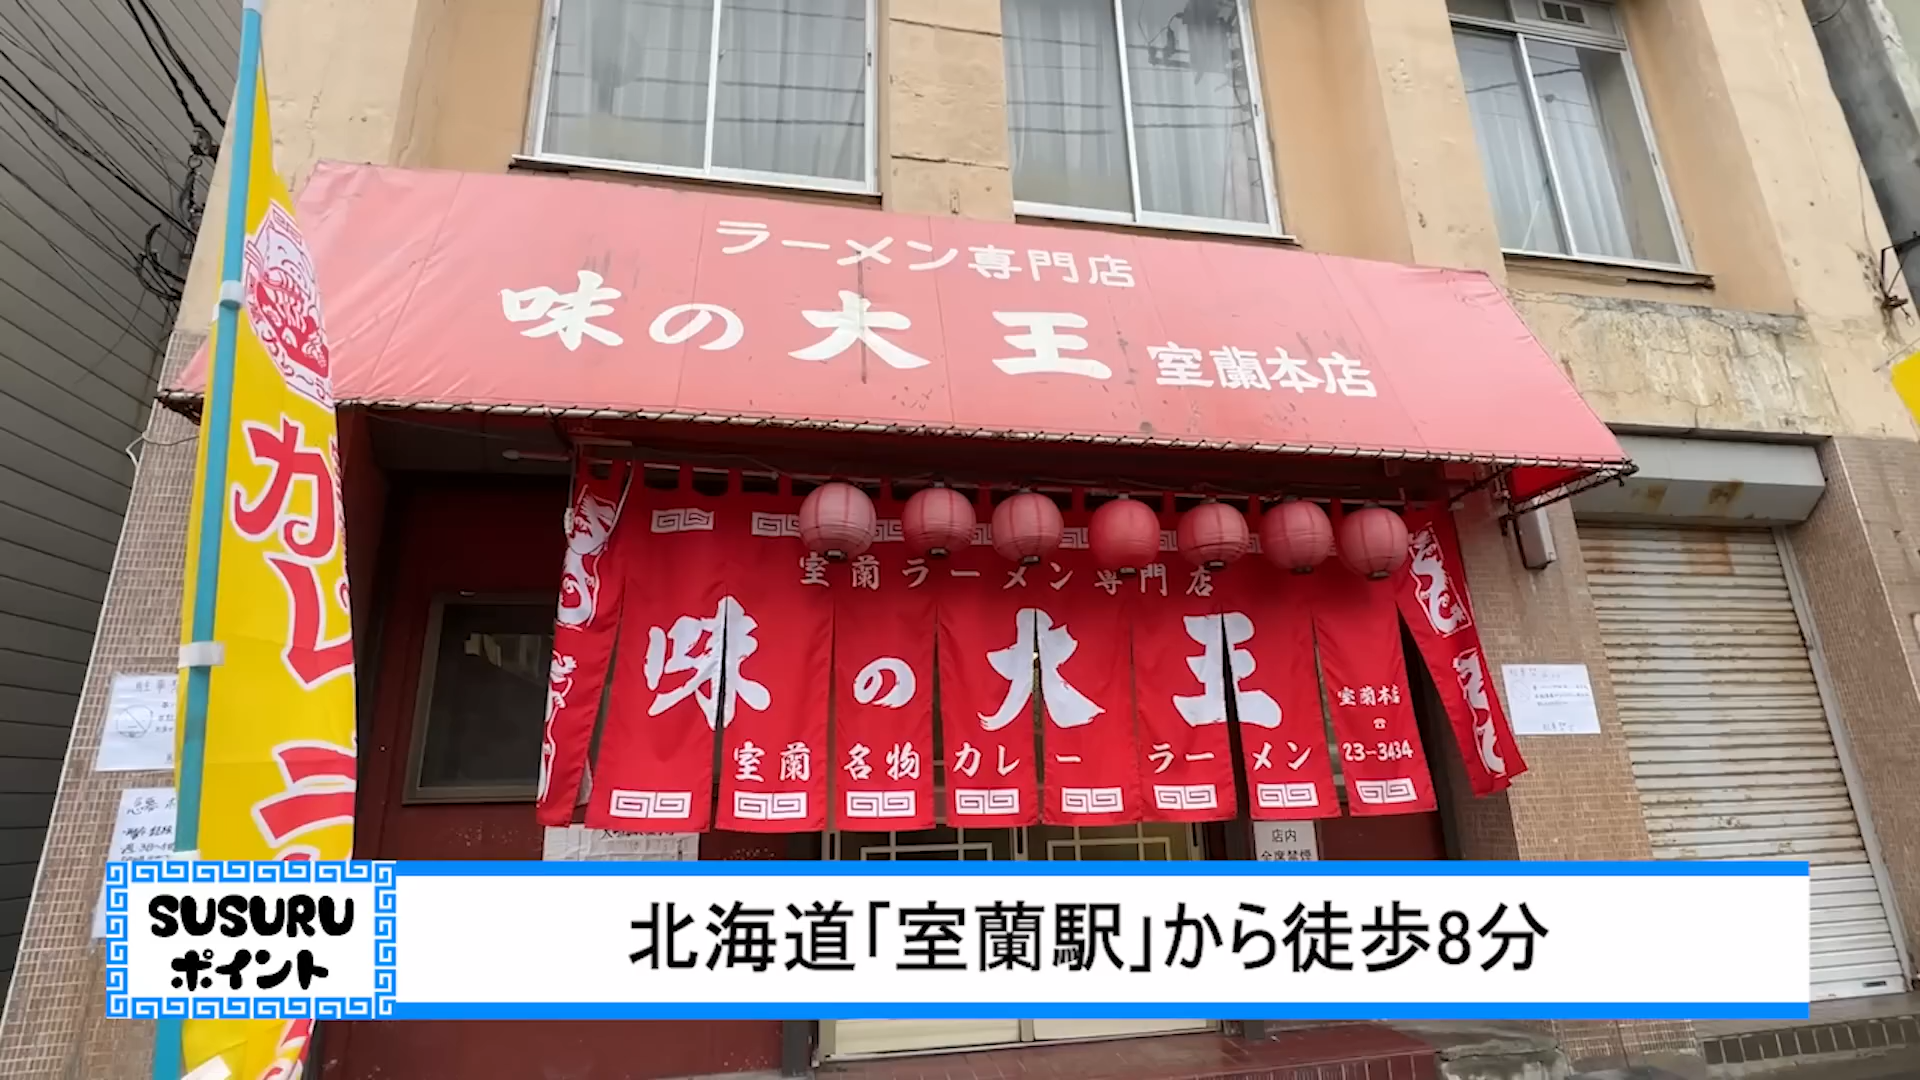 ラーメン専門店
味の大王 室蘭本店
室蘭ラーメン専門店
味の大王
室蘭本店
23-3434
室蘭名物カレーラーメン
カレーラ
店内
全席禁煙
SUSURU
ポイント
北海道「室蘭駅」から徒歩8分